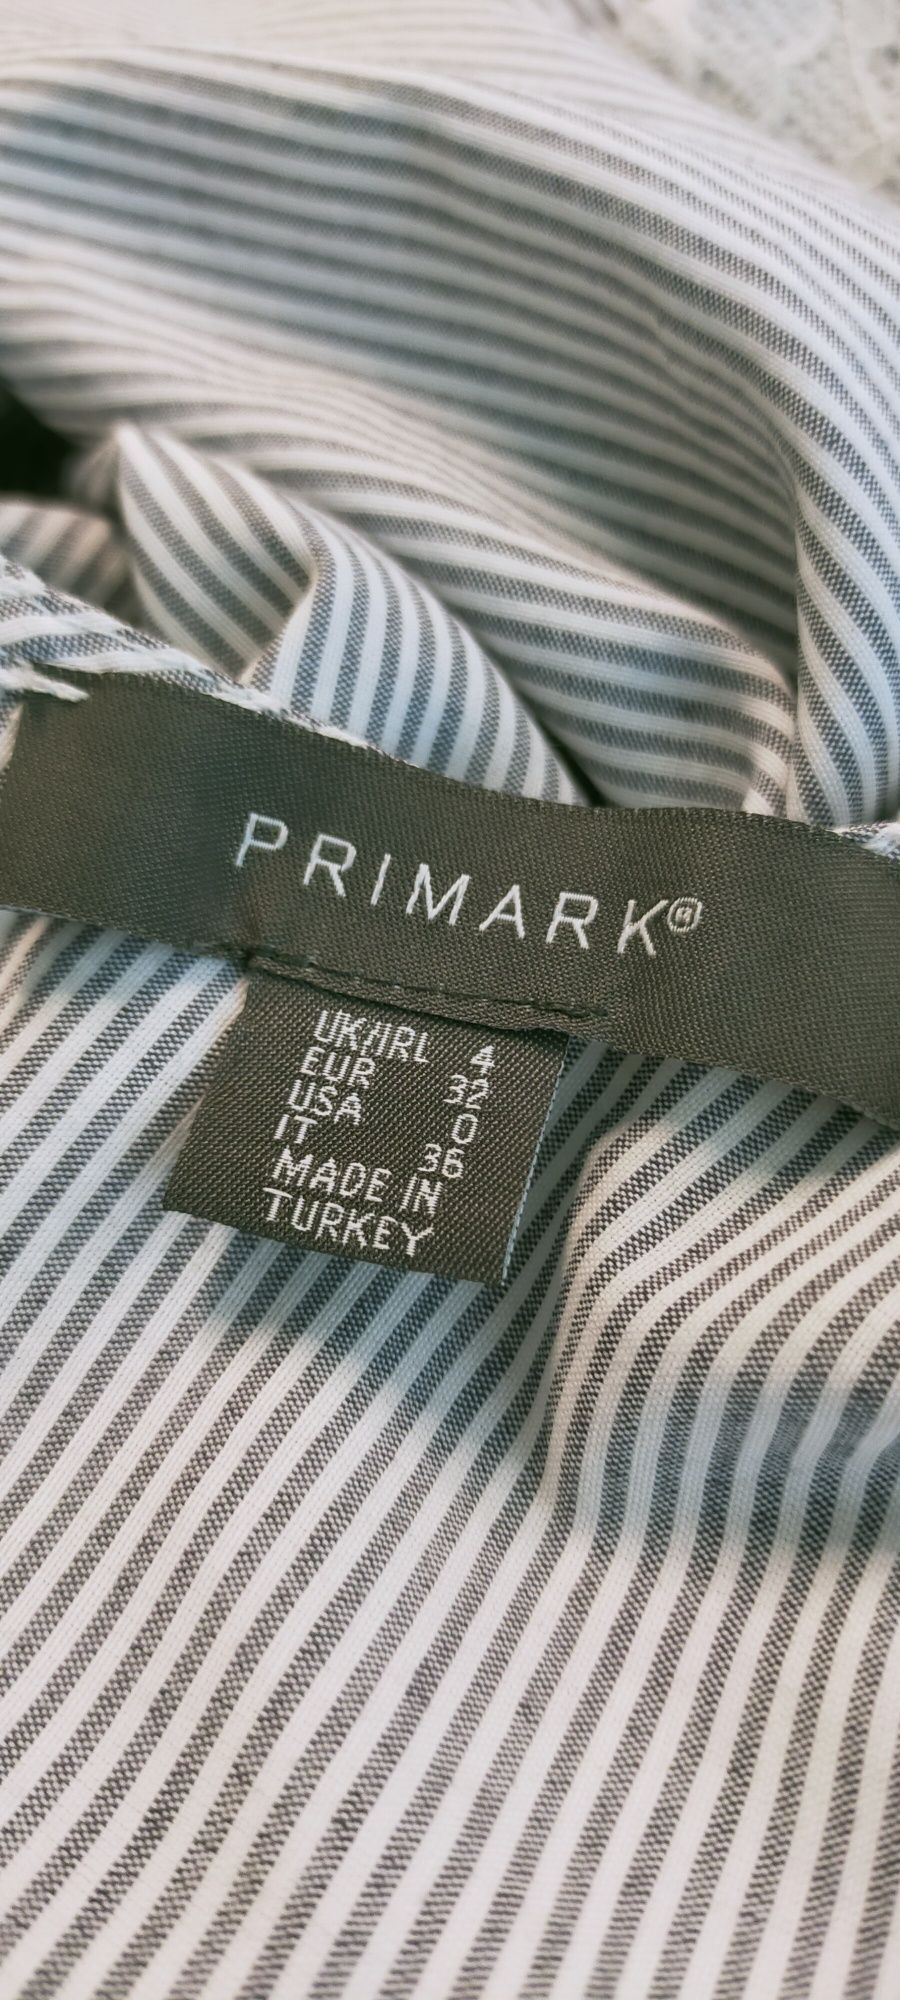 PRIMARK®
UK/IRL 4
EUR 32
USA 0
IT 36
MADE IN
TURKEY